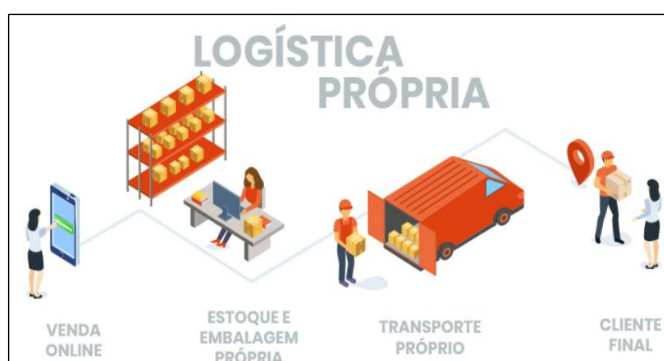 LOGÍSTICA
PRÓPRIA
VENDA
ONLINE
ESTOQUE E
EMBALAGEM
PRÓPRIA
TRANSPORTE
PRÓPRIO
CLIENTE
FINAL